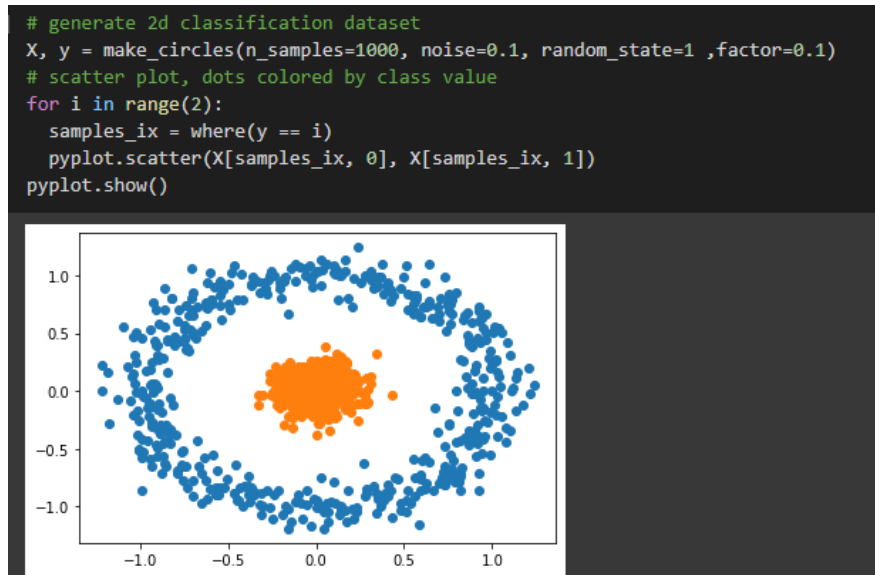 # generate 2d classification dataset
X, y = make_circles(n_samples=1000, noise=0.1, random_state=1 ,factor=0.1)
# scatter plot, dots colored by class value
for i in range(2):
  samples_ix = where(y == i)
  pyplot.scatter(X[samples_ix, 0], X[samples_ix, 1])
pyplot.show()
1.0
0.5
0.0
−0.5
−1.0
−1.0 −0.5 0.0 0.5 1.0